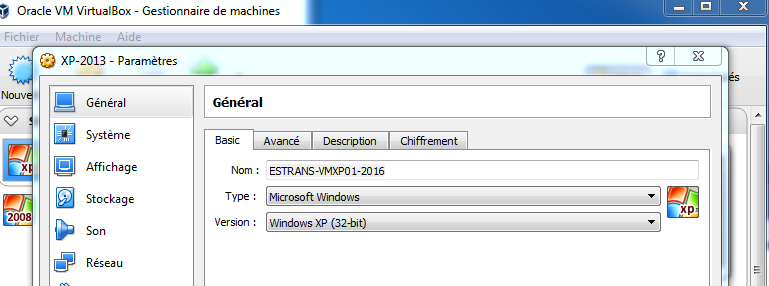 Oracle VM VirtualBox - Gestionnaire de machines
Fichier Machine Aide
XP-2013 - Paramètres
?
Nouve
és
Général
Général
Système
Basic Avancé Description Chiffrement
Affichage
Nom : ESTRANS-VMXP01-2016
Stockage
Type : Microsoft Windows
xp
Son
Version : Windows XP (32-bit)
Réseau
xp
2008